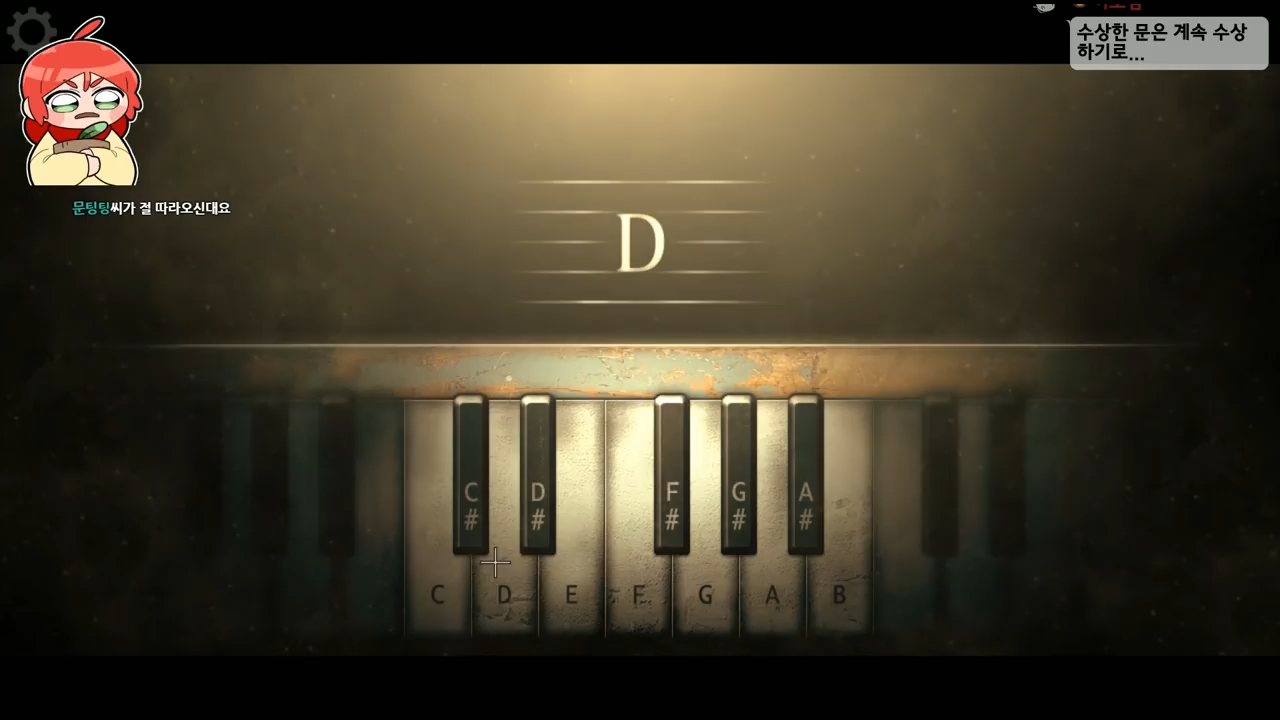 수상한 문은 계속 수상
하기로...
문팅팅씨가 절 따라오신대요
D
C# D# F# G# A#
C D E F G A B